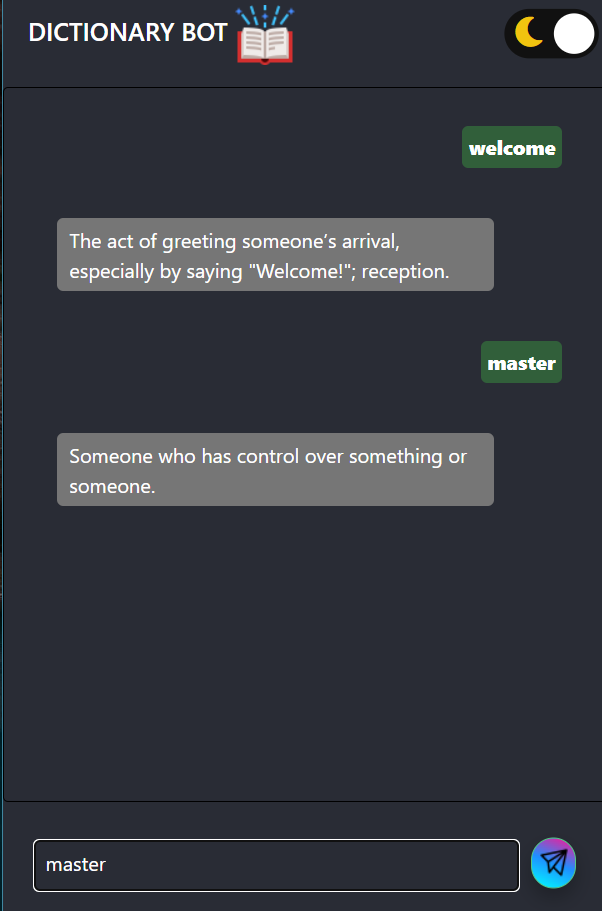 DICTIONARY BOT
welcome
The act of greeting someone’s arrival,
especially by saying "Welcome!"; reception.
master
Someone who has control over something or
someone.
master